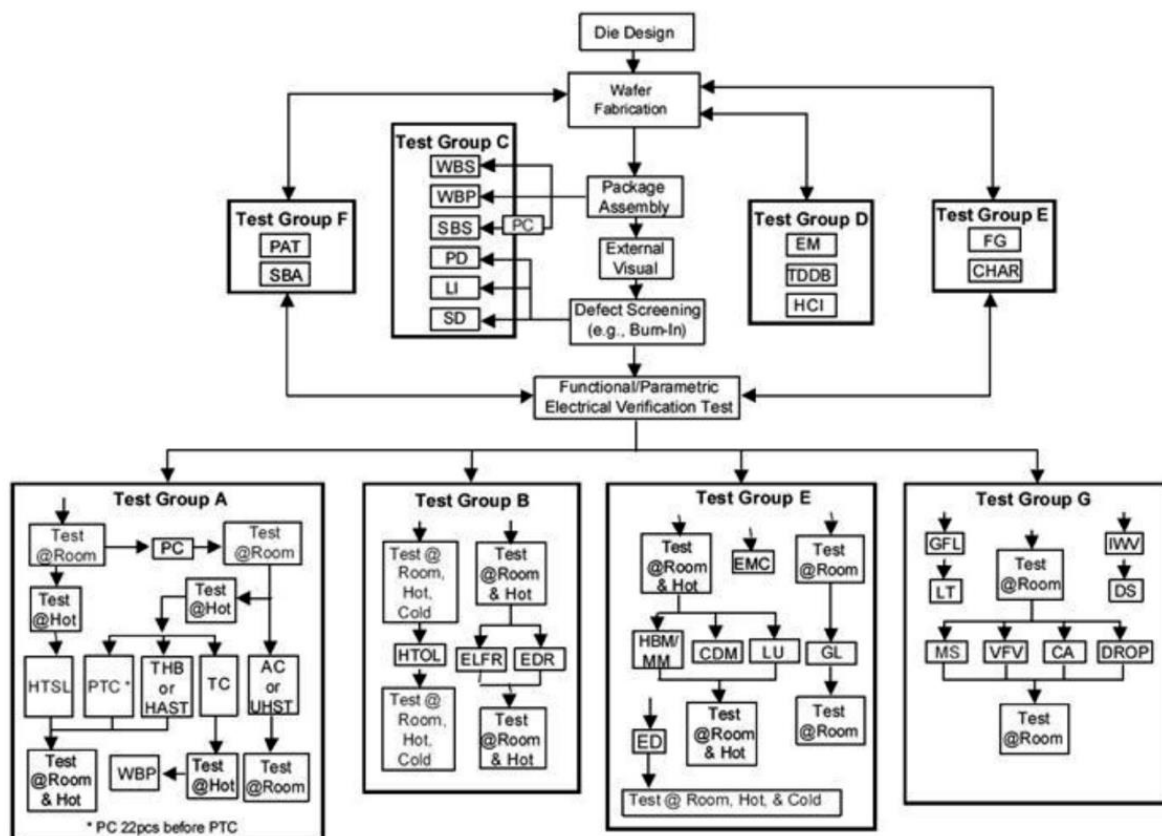 Die Design
Wafer
Fabrication
Test Group C
WBS
WBP
SBS
PC
PD
LI
SD
Package
Assembly
External
Visual
Defect Screening
(e.g., Burn-In)
Test Group F
PAT
SBA
Test Group D
EM
TDDB
HCI
Test Group E
FG
CHAR
Functional/Parametric
Electrical Verification Test
Test Group A
Test
@Room
PC
Test
@Room
Test
@Hot
Test
@Hot
HTSL
PTC *
THB
or
HAST
TC
AC
or
UHST
Test
@Room
& Hot
WBP
Test
@Hot
Test
@Room
* PC 22pcs before PTC
Test Group B
Test @
Room,
Hot,
Cold
Test
@Room
& Hot
HTOL
ELFR
EDR
Test @
Room,
Hot,
Cold
Test
@Room
& Hot
Test Group E
Test
@Room
& Hot
EMC
Test
@Room
HBM/
MM
CDM
LU
GL
ED
Test
@Room
& Hot
Test
@Room
Test @ Room, Hot, & Cold
Test Group G
GFL
IWV
Test
@Room
LT
DS
MS
VFV
CA
DROP
Test
@Room